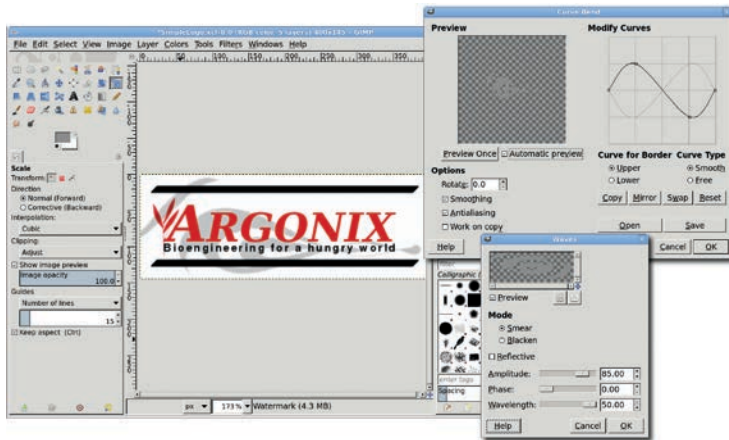 File Edit Select View Image Layer Colors Tools Filters Windows Help
Scale
Transform:
Direction
Normal (Forward)
Corrective (Backward)
Interpolation:
Cubic
Clipping:
Adjust
Show image preview
Image opacity
100.0
Guides
Number of lines
15
Keep aspect (Ctrl)
ARGONIX
Bioengineering for a hungry world
px 173% Watermark (4.3 MB)
Spacing
Curve Bend
Preview
Modify Curves
Preview Once
Automatic preview
Options
Rotate: 0.0
Smoothing
Antialiasing
Work on copy
Curve for Border
Curve Type
Upper
Smooth
Lower
Free
Copy Mirror Swap Reset
Open Save
Help Cancel OK
Waves
Preview
Mode
Smear
Blacken
Reflective
Amplitude: 85.00
Phase: 0.00
Wavelength: 50.00
Help Cancel OK